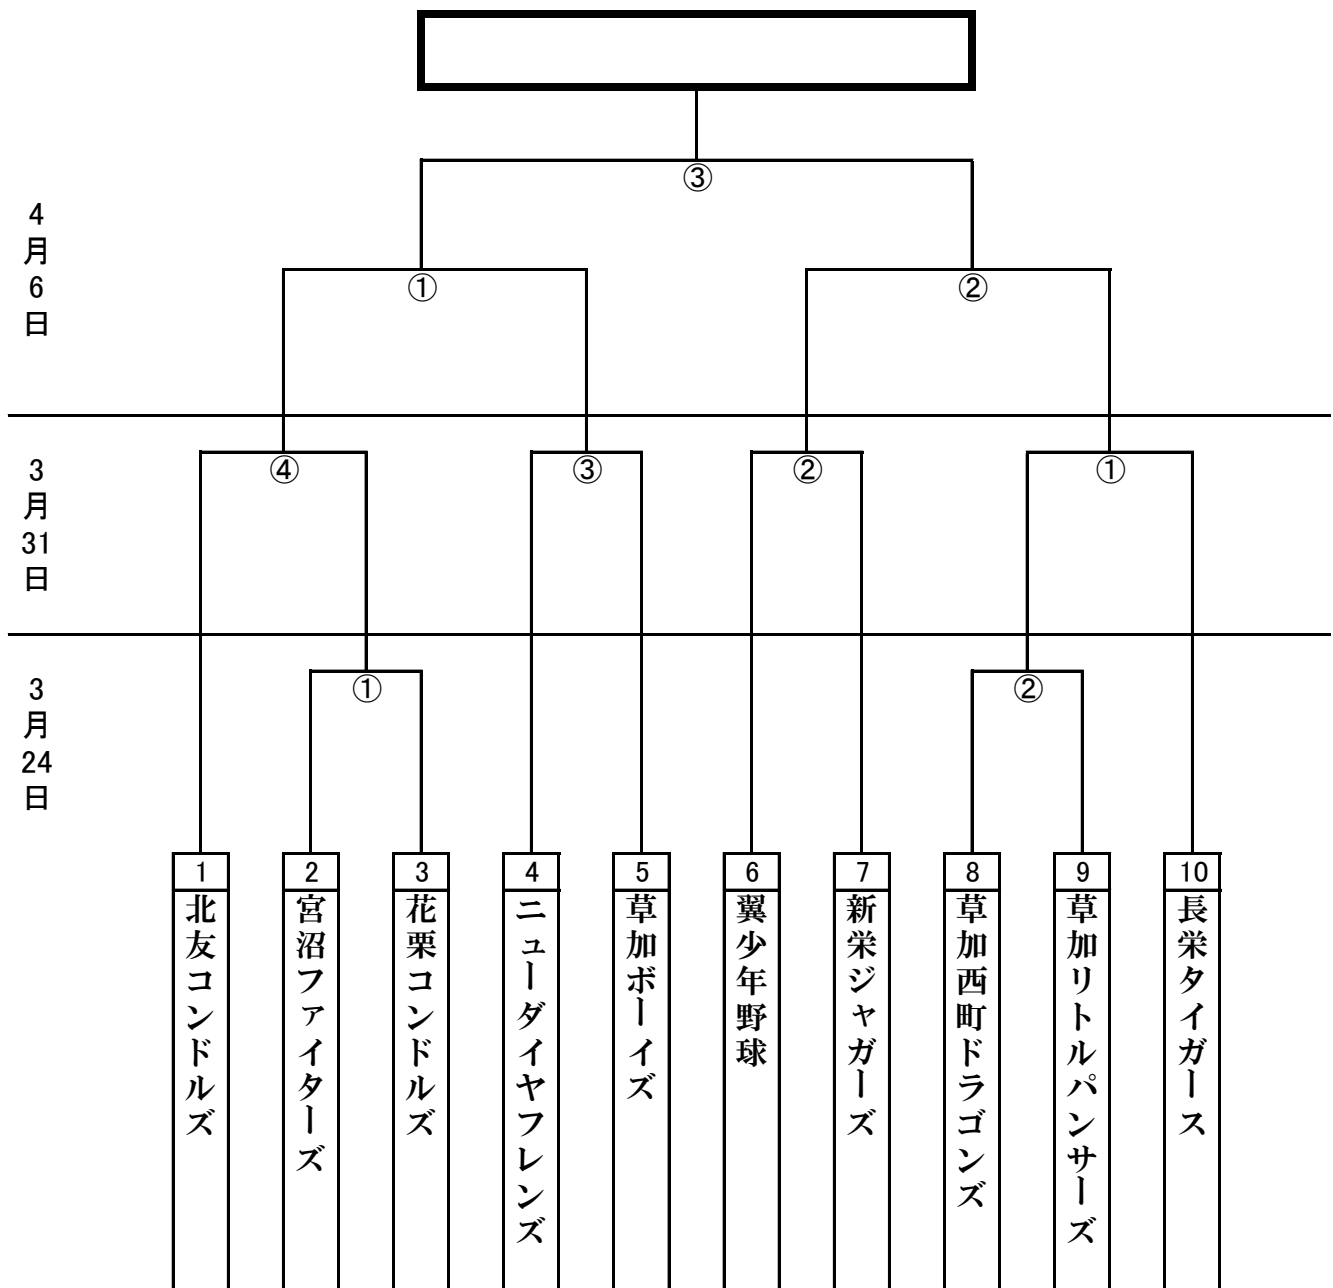 ③
4月6日
①
②
3月31日
④
③
②
①
3月24日
①
②
1
2
3
4
5
6
7
8
9
10
北友コンドルズ
宮沼ファイターズ
花栗コンドルズ
ニューダイヤフレンズ
草加ボーイズ
翼少年野球
新栄ジャガーズ
草加西町ドラゴンズ
草加リトルパンサーズ
長栄タイガース